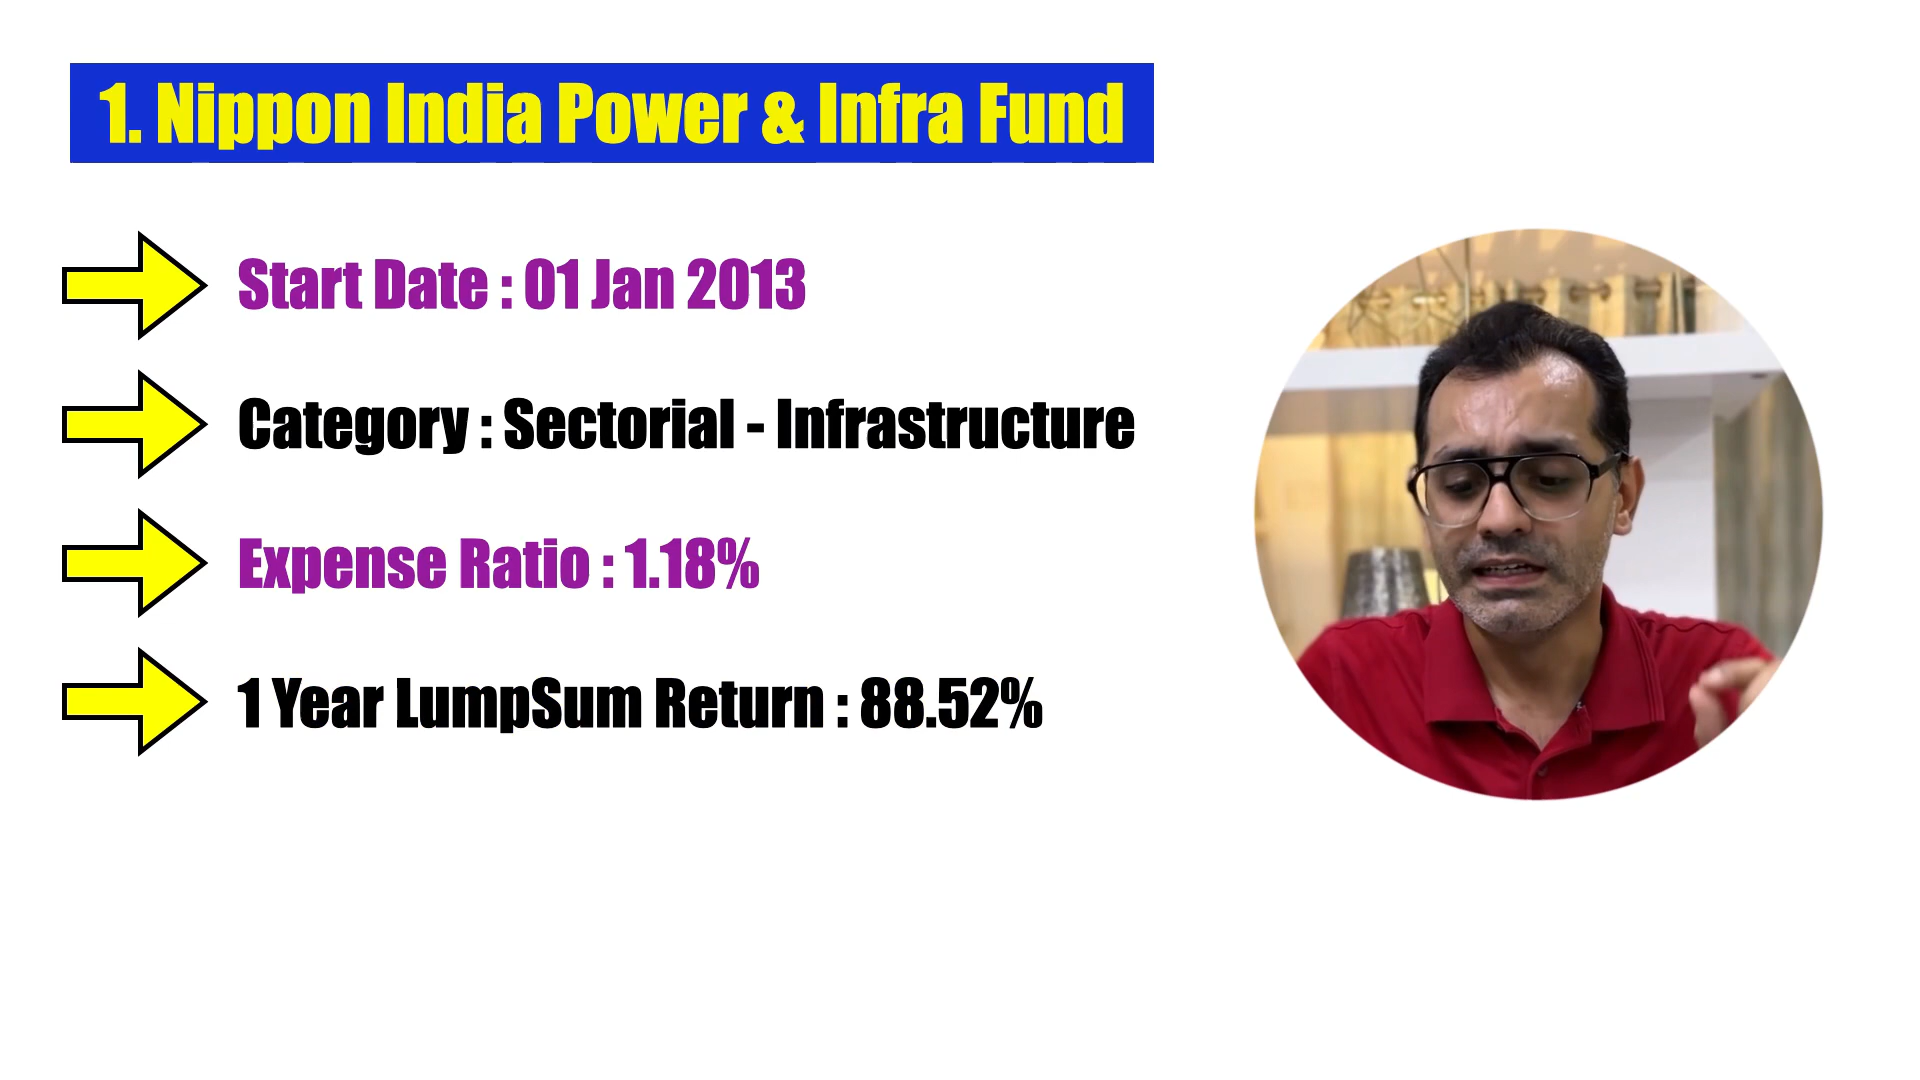 1. Nippon India Power & Infra Fund
Start Date : 01 Jan 2013
Category : Sectorial - Infrastructure
Expense Ratio : 1.18%
1 Year LumpSum Return : 88.52%